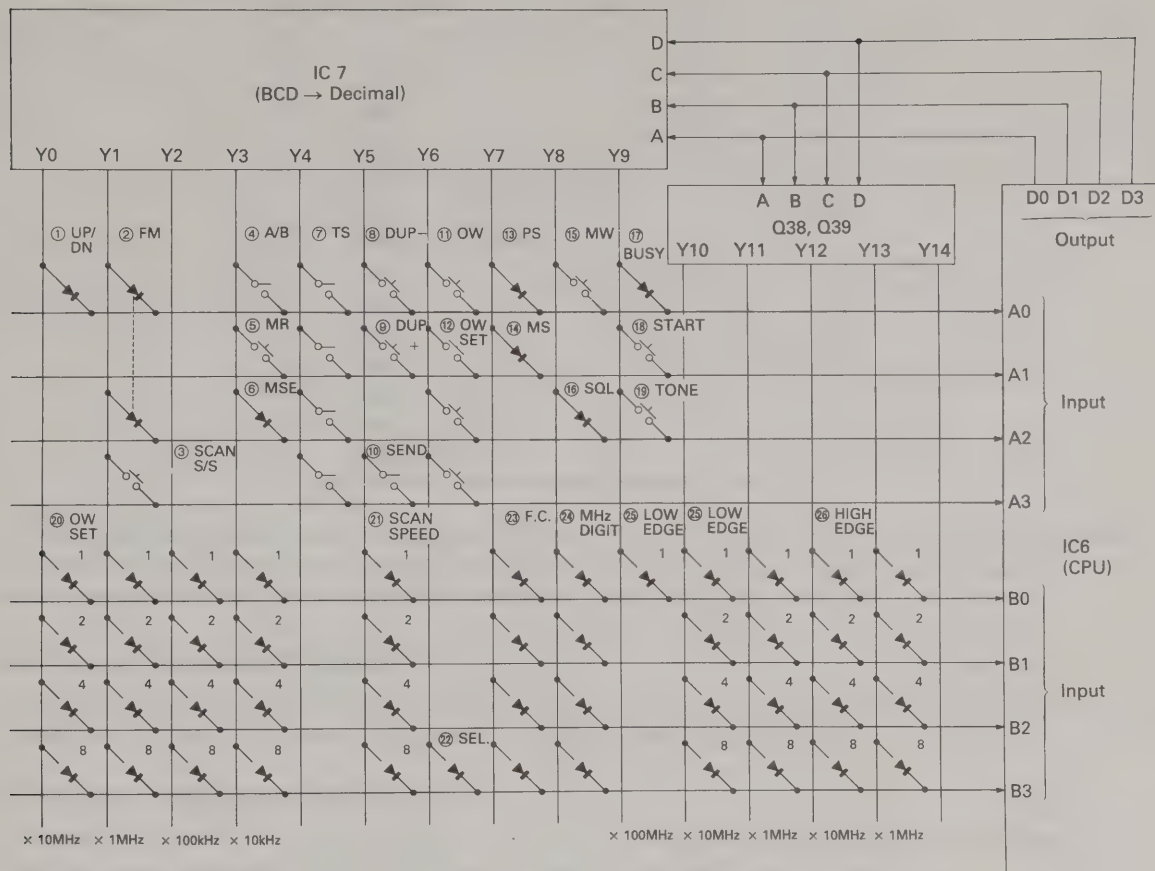 IC 7
(BCD → Decimal)
D
C
B
A
Y0 Y1 Y2 Y3 Y4 Y5 Y6 Y7 Y8 Y9
A B C D
Q38, Q39
Y10 Y11 Y12 Y13 Y14
D0 D1 D2 D3
Output
① UP/
DN
② FM
④ A/B
⑦ TS
⑧ DUP−
⑪ OW
⑬ PS
⑮ MW
⑰
BUSY
A0
⑤ MR
⑨ DUP
+
⑫ OW
SET
⑭ MS
⑱ START
A1
⑥ MSE
⑯ SQL
⑲ TONE
Input
A2
③ SCAN
S/S
⑩ SEND
A3
⑳ OW
SET
㉑ SCAN
SPEED
㉓ F.C.
㉔ MHz
DIGIT
㉕ LOW
EDGE
㉕ LOW
EDGE
㉖ HIGH
EDGE
IC6
(CPU)
1 1 1 1 1 1 1 1 1 1
B0
2 2 2 2 2 2 2 2 2
B1
4 4 4 4 4 4 4 4 4
Input
B2
8 8 8 8 8 ㉒ SEL. 8 8 8 8
B3
× 10MHz × 1MHz × 100kHz × 10kHz × 100MHz × 10MHz × 1MHz × 10MHz × 1MHz